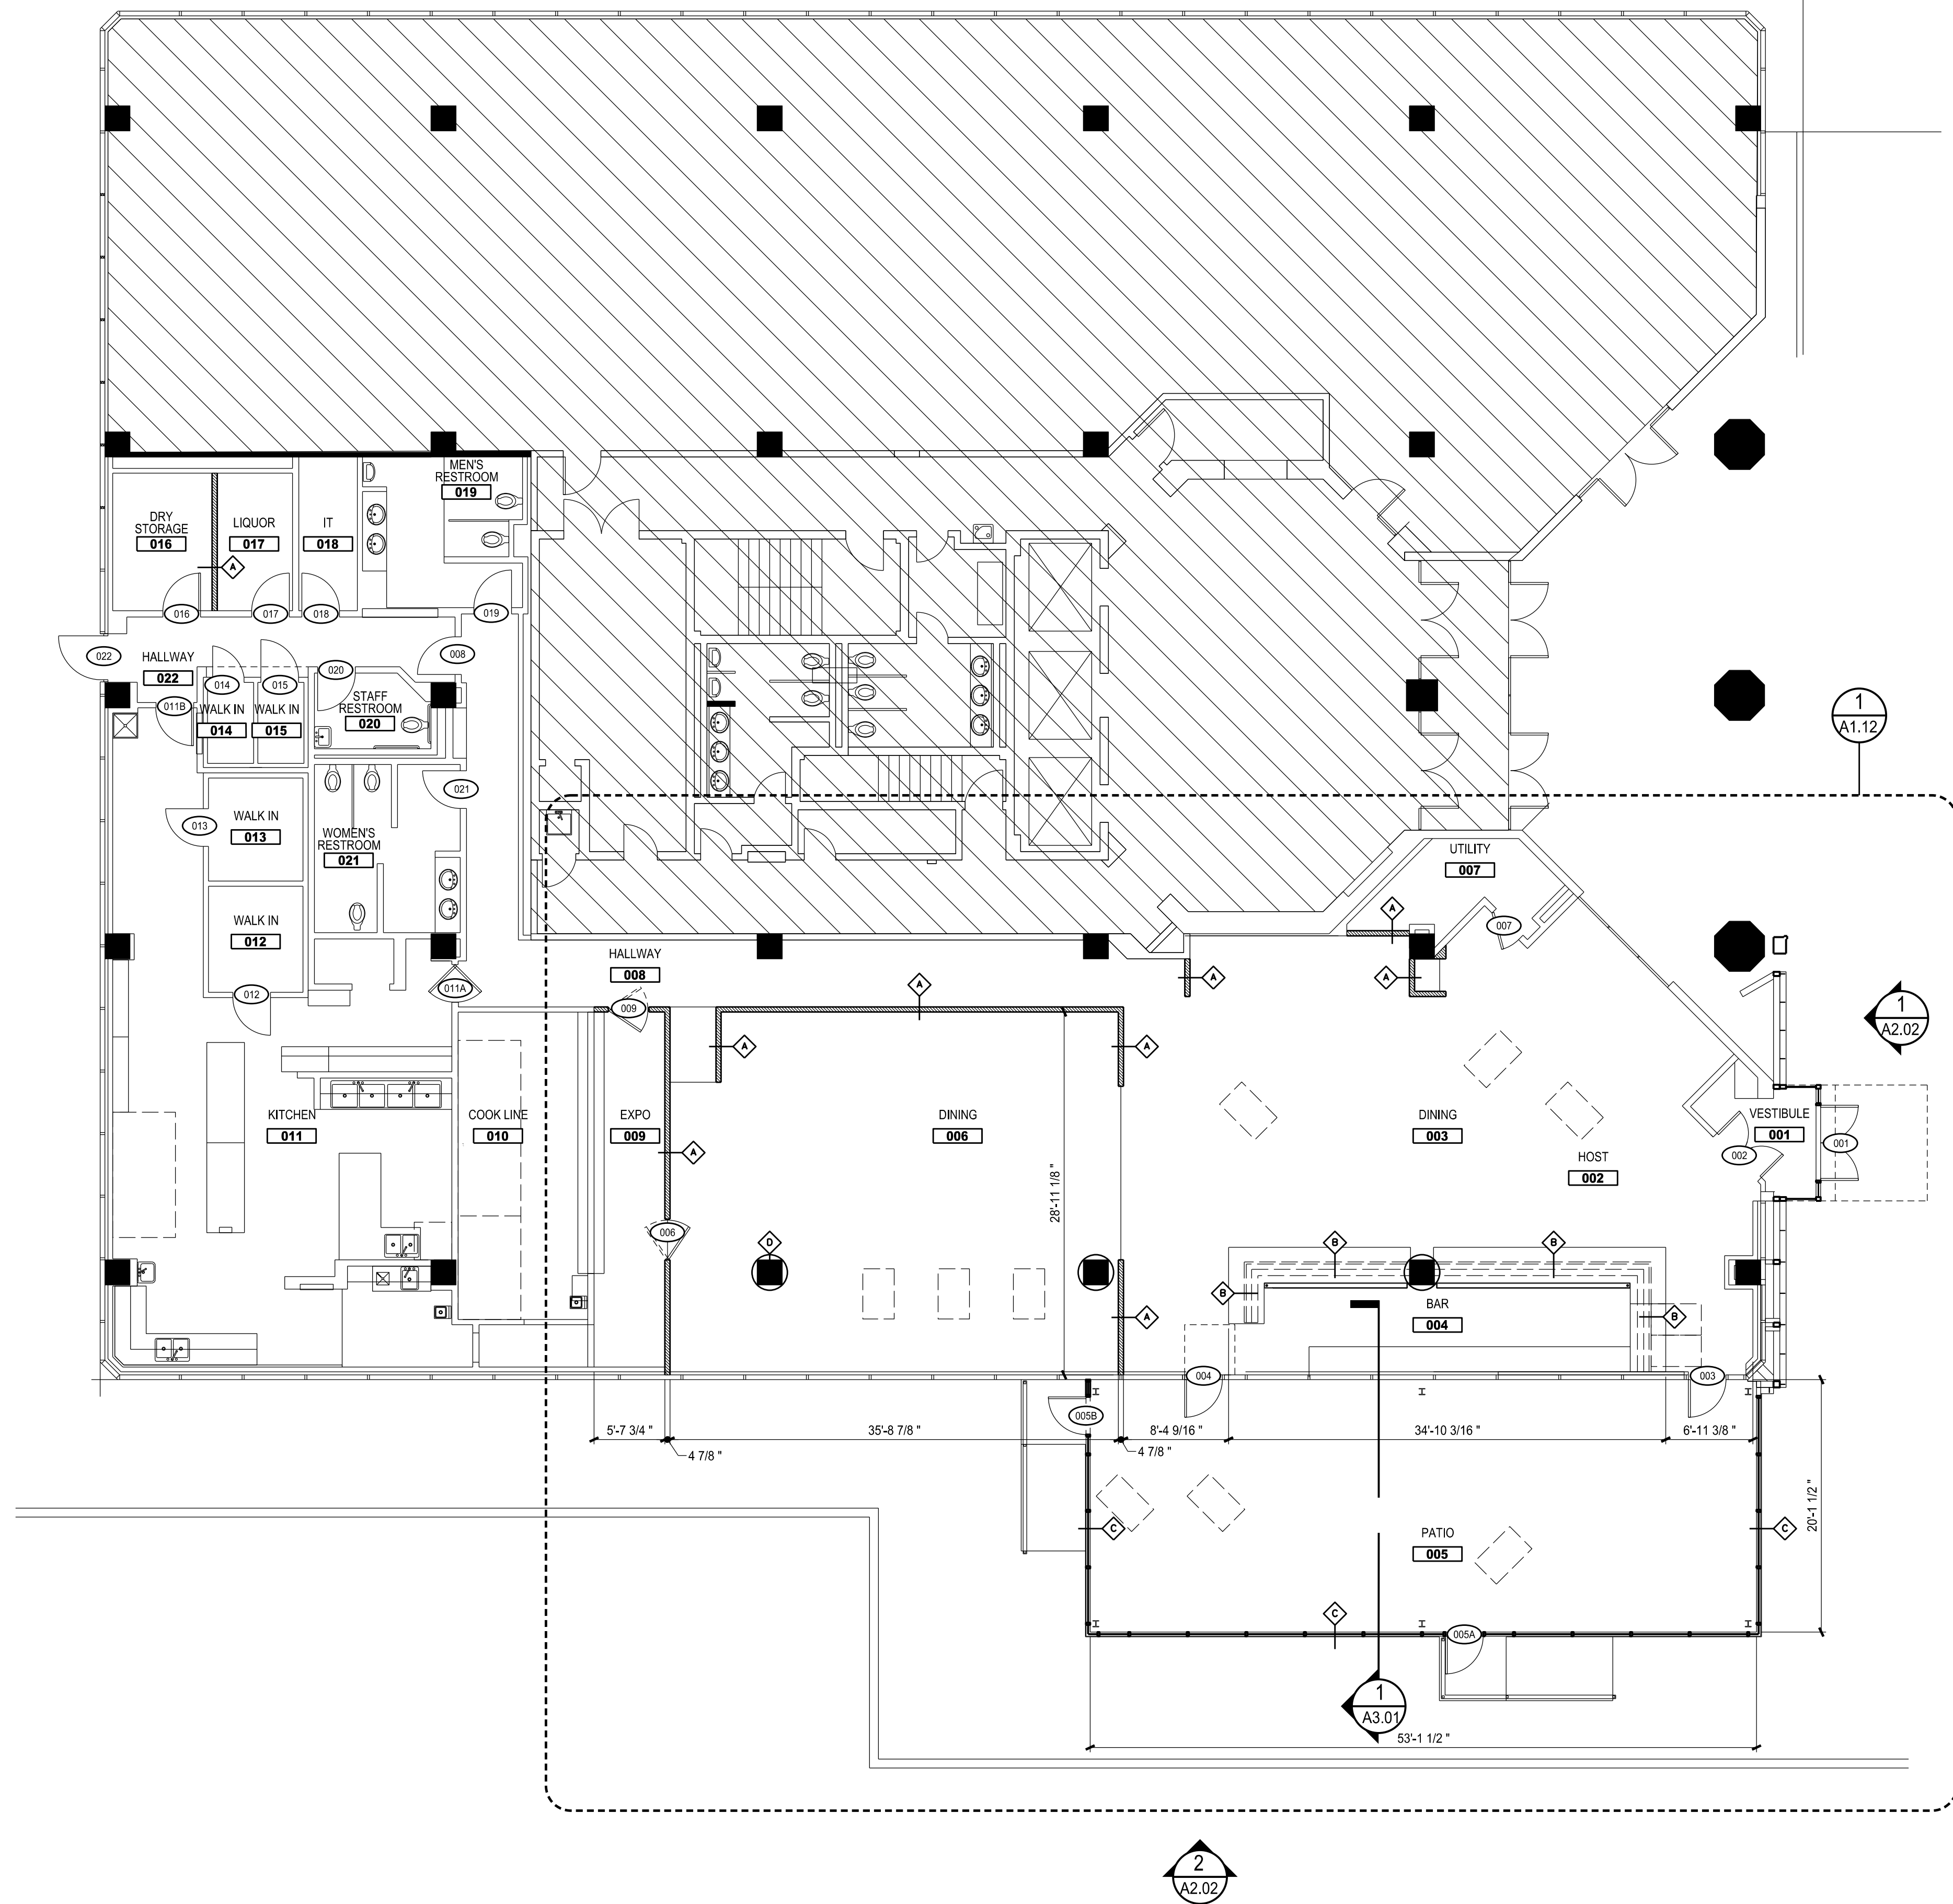 MEN'S
RESTROOM
019
DRY
STORAGE
016
LIQUOR
017
IT
018
A
016
017
018
019
022
008
HALLWAY
022
014
015
020
011B
WALK IN
014
WALK IN
015
STAFF
RESTROOM
020
1
A1.12
021
013
WALK IN
013
WOMEN'S
RESTROOM
021
UTILITY
007
A
007
WALK IN
012
HALLWAY
008
A
A
A
012
011A
009
1
A2.02
A
A
KITCHEN
011
COOK LINE
010
EXPO
009
DINING
006
DINING
003
VESTIBULE
001
001
002
HOST
002
A
28'-11 1/8 "
006
D
B
B
B
BAR
004
A
B
004
003
005B
5'-7 3/4 "
35'-8 7/8 "
8'-4 9/16 "
34'-10 3/16 "
6'-11 3/8 "
4 7/8 "
4 7/8 "
20'-1 1/2 "
C
PATIO
005
C
C
005A
1
A3.01
53'-1 1/2 "
2
A2.02